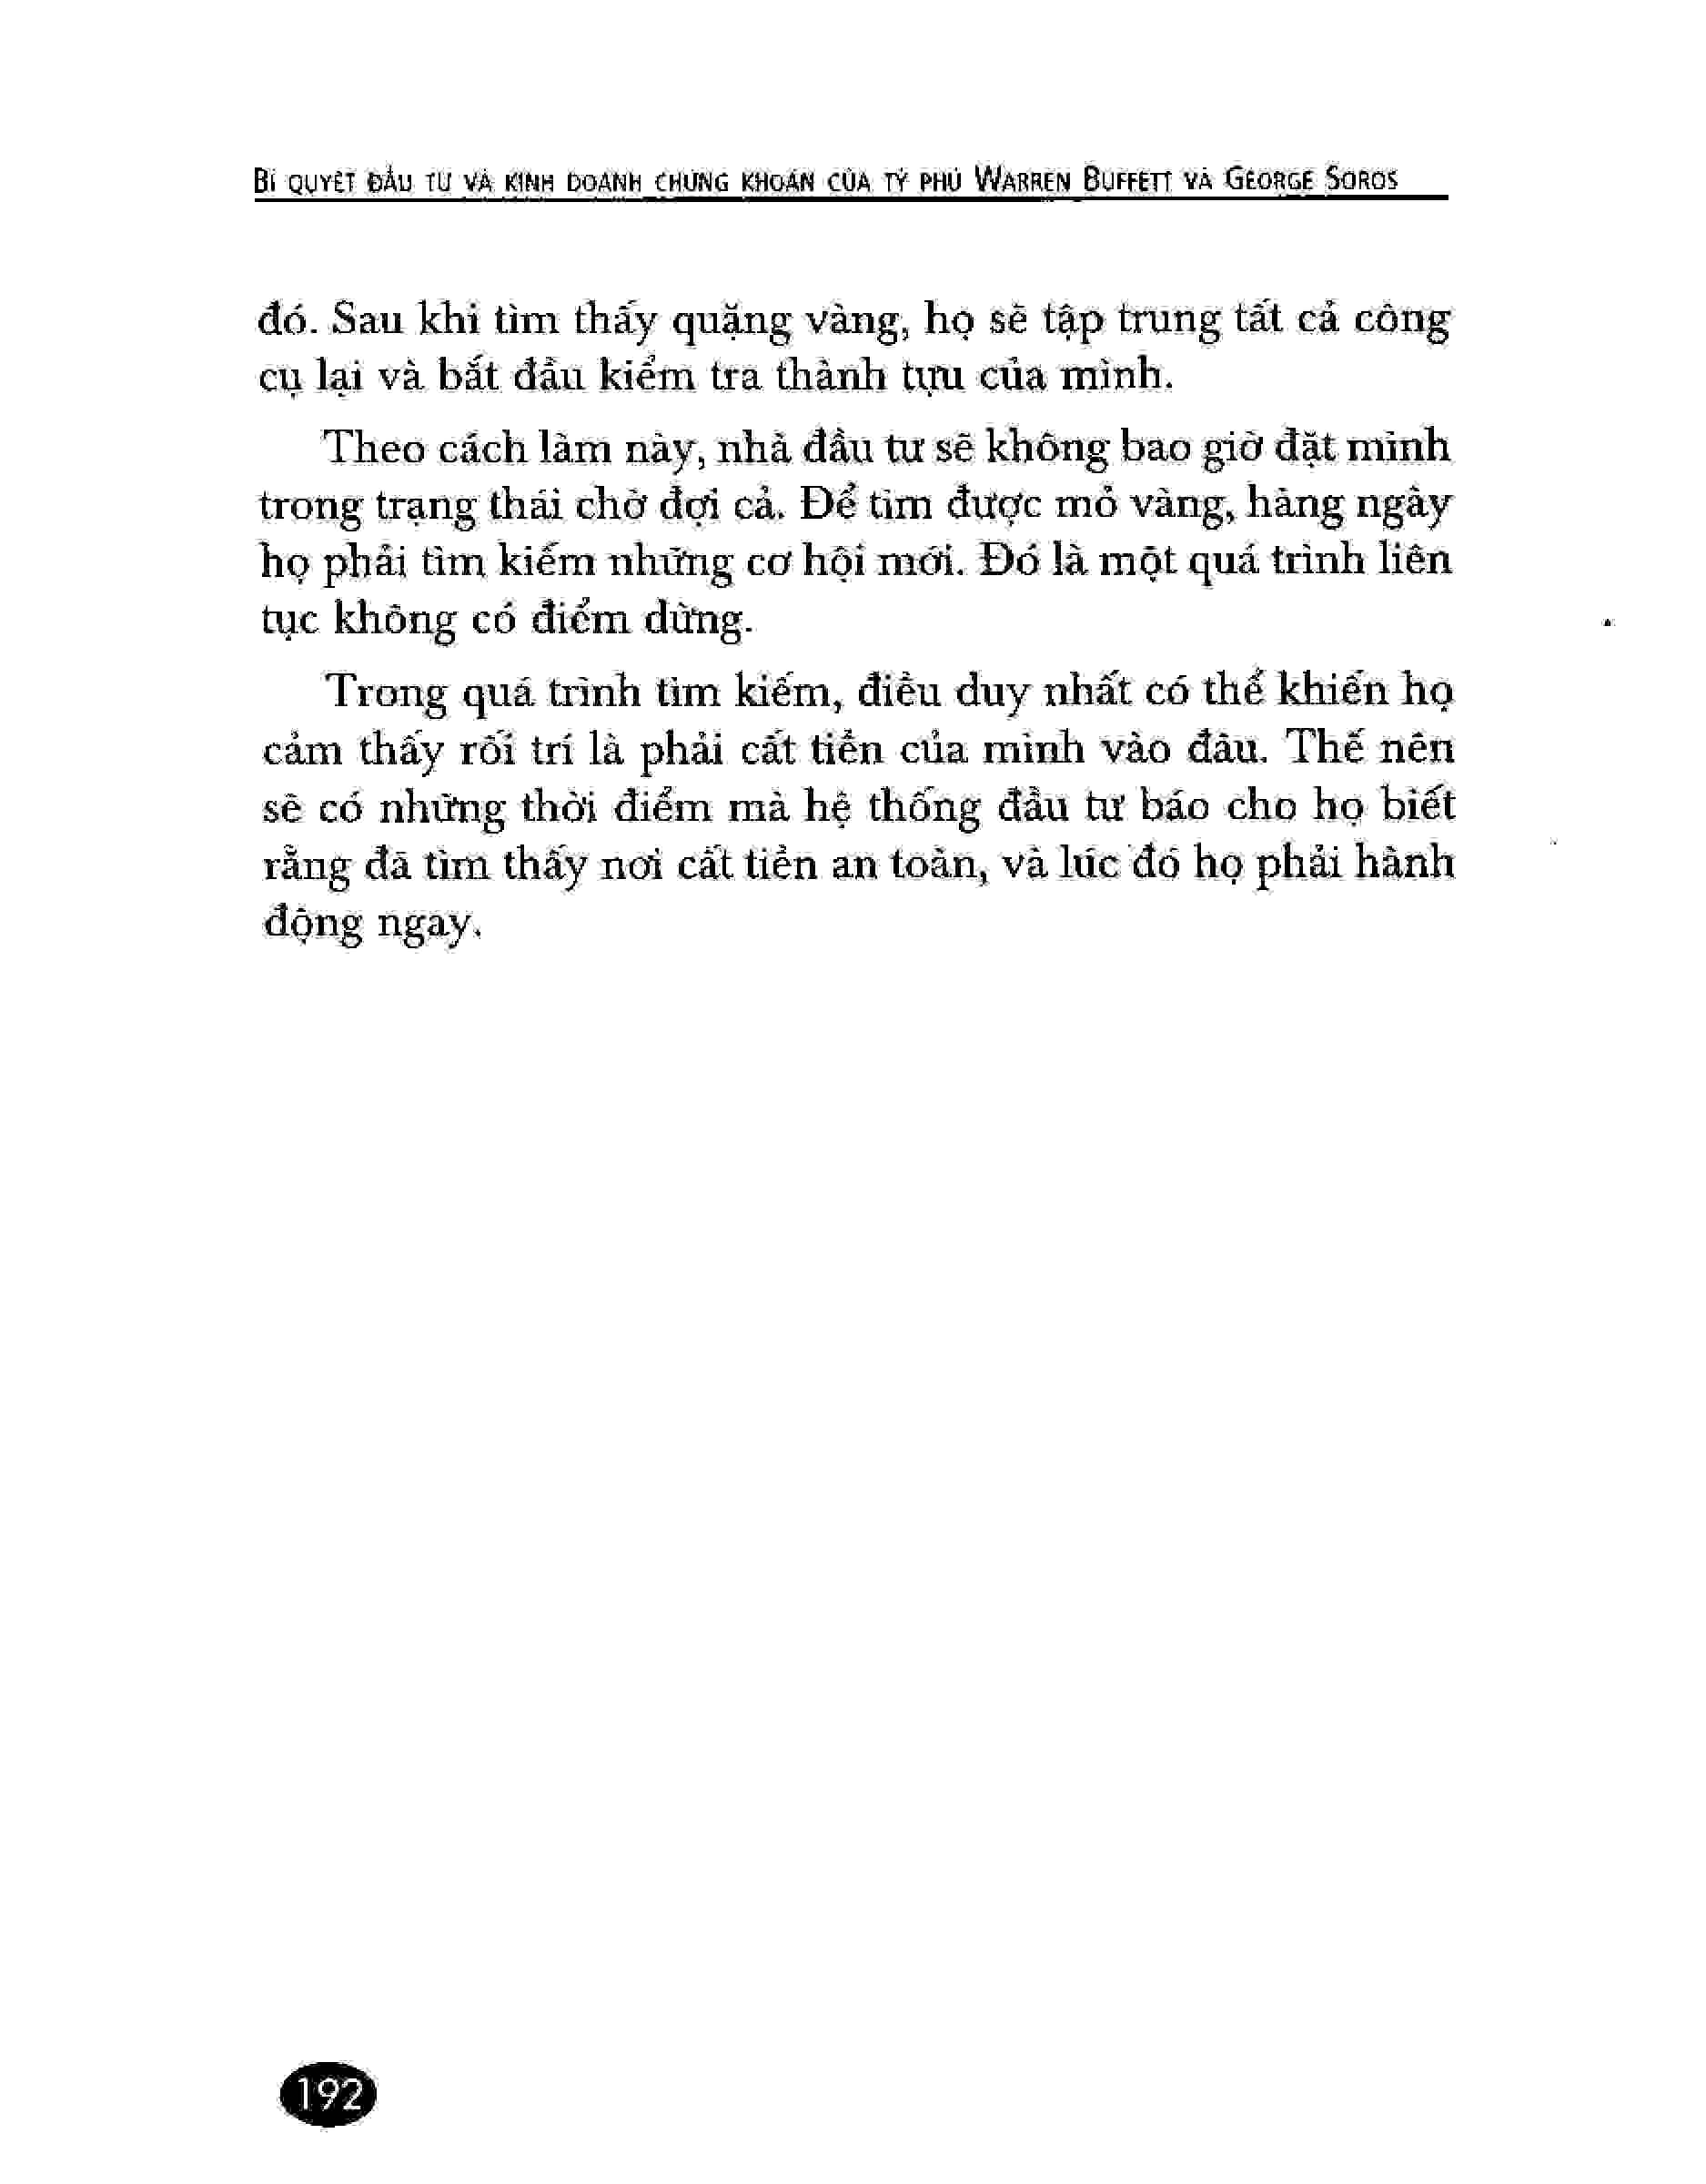 BÍ QUYẾT ĐẦU TƯ VÀ KINH DOANH CHỨNG KHOÁN CỦA TỶ PHÚ WARREN BUFFETT VÀ GEORGE SOROS
đó. Sau khi tìm thấy quặng vàng, họ sẽ tập trung tất cả công
cụ lại và bắt đầu kiểm tra thành tựu của mình.
Theo cách làm này, nhà đầu tư sẽ không bao giờ đặt mình
trong trạng thái chờ đợi cả. Để tìm được mỏ vàng, hàng ngày
họ phải tìm kiếm những cơ hội mới. Đó là một quá trình liên
tục không có điểm dừng.
Trong quá trình tìm kiếm, điều duy nhất có thể khiến họ
cảm thấy rối trí là phải cất tiền của mình vào đâu. Thế nên
sẽ có những thời điểm mà hệ thống đầu tư báo cho họ biết
rằng đã tìm thấy nơi cất tiền an toàn, và lúc đó họ phải hành
động ngay.
192